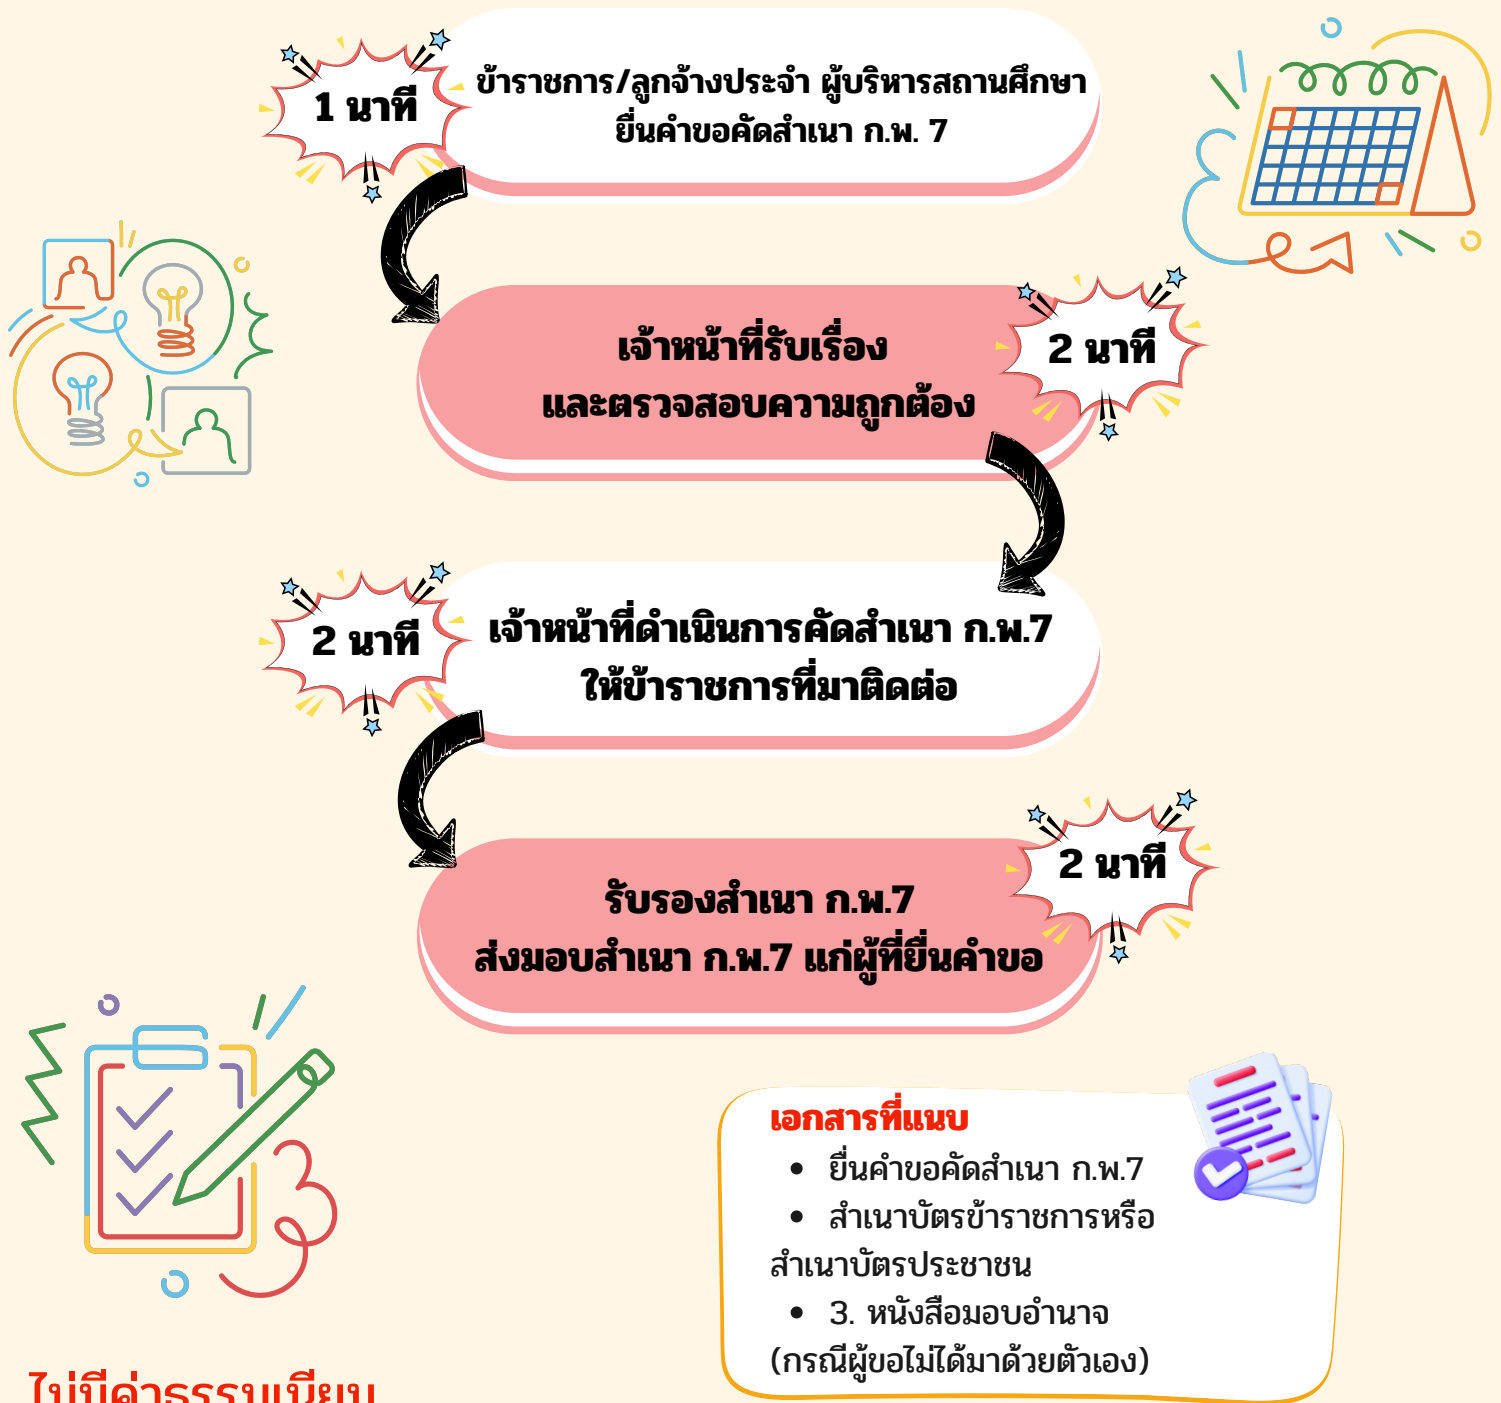 1 นาที
ข้าราชการ/ลูกจ้างประจำ ผู้บริหารสถานศึกษา
ยื่นคำขอคัดสำเนา ก.พ. 7
เจ้าหน้าที่รับเรื่อง
และตรวจสอบความถูกต้อง
2 นาที
2 นาที
เจ้าหน้าที่ดำเนินการคัดสำเนา ก.พ.7
ให้ข้าราชการที่มาติดต่อ
รับรองสำเนา ก.พ.7
ส่งมอบสำเนา ก.พ.7 แก่ผู้ที่ยื่นคำขอ
2 นาที
เอกสารที่แนบ
• ยื่นคำขอคัดสำเนา ก.พ.7
• สำเนาบัตรข้าราชการหรือ
สำเนาบัตรประชาชน
• 3. หนังสือมอบอำนาจ
(กรณีผู้ขอไม่ได้มาด้วยตัวเอง)
ไม่มีค่าธรรมเนียม